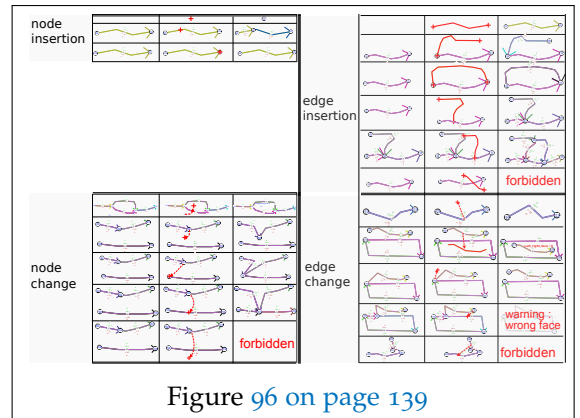 node
insertion
edge
insertion
forbidden
node
change
edge
change
forbidden
warning :
wrong face
forbidden
Figure 96 on page 139